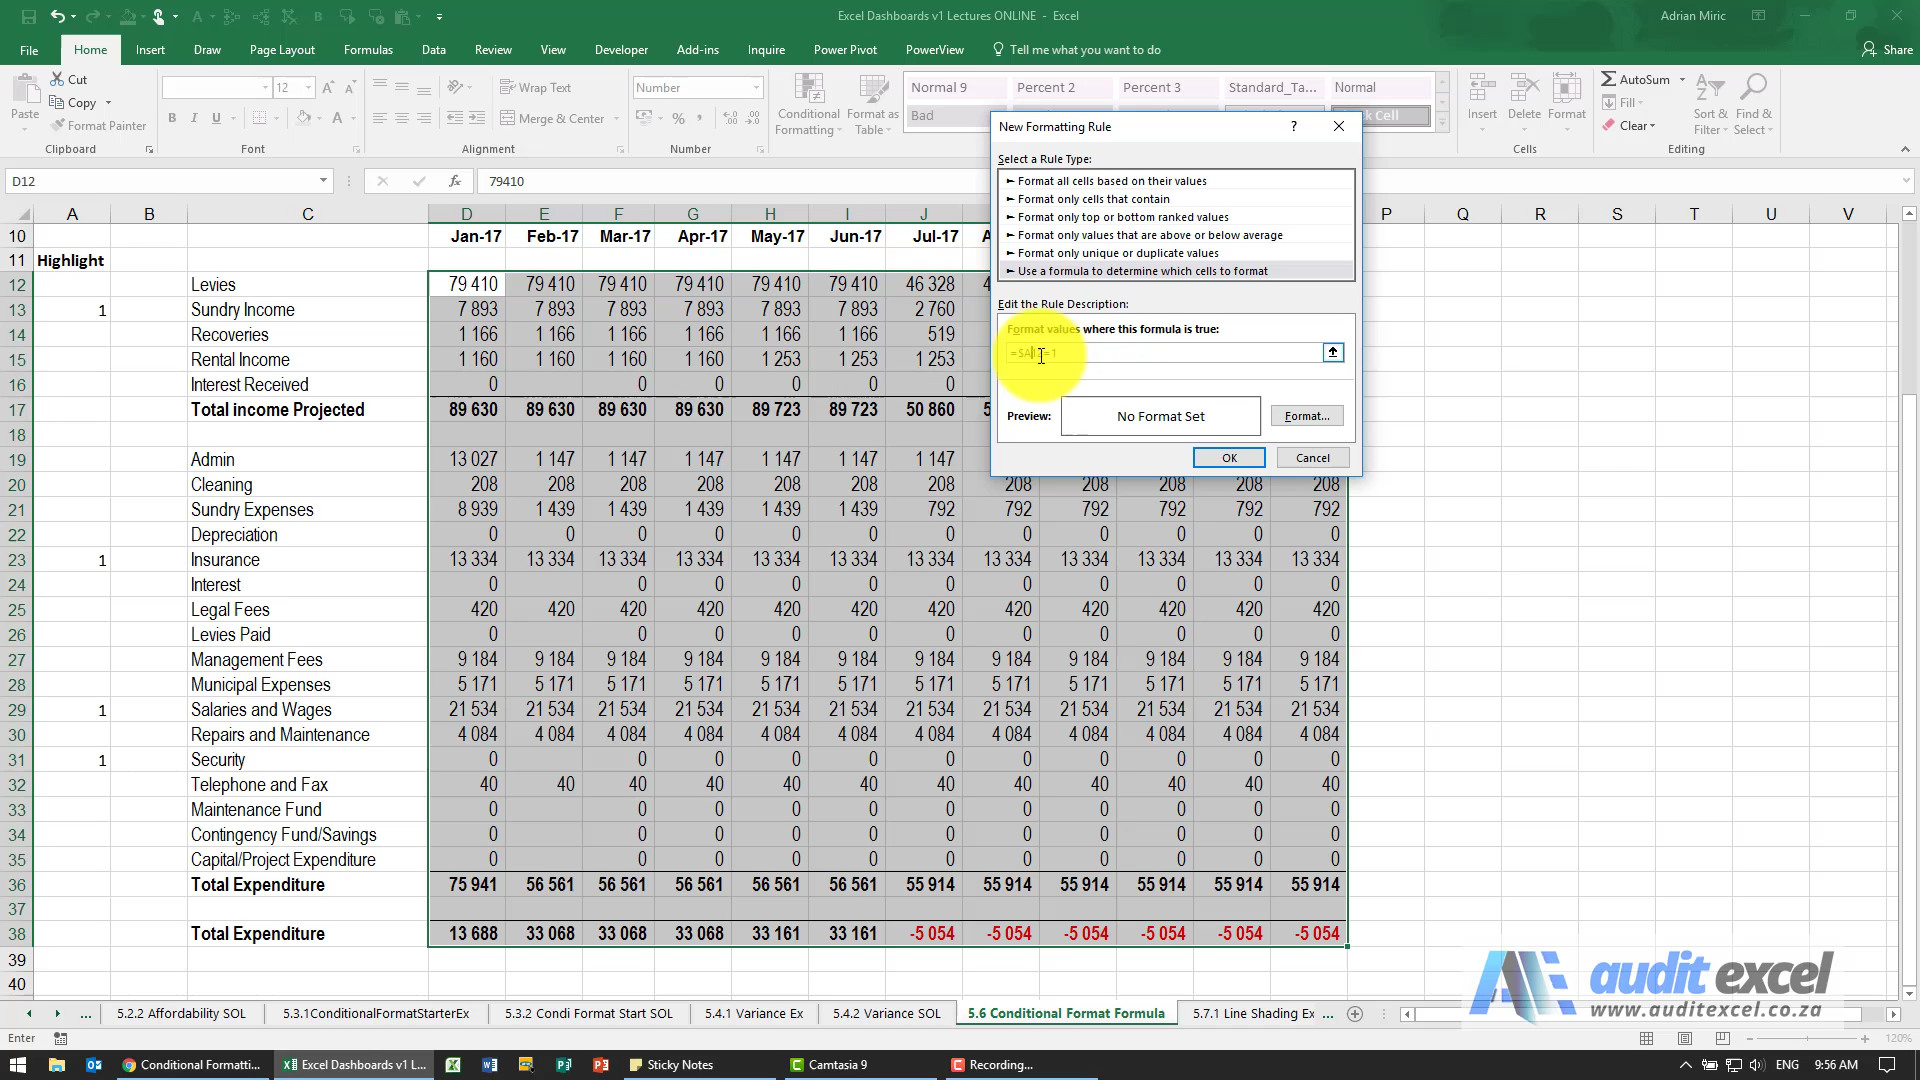 Excel Dashboards v1 Lectures ONLINE - Excel
Adrian Miric
File Home Insert Draw Page Layout Formulas Data Review View Developer Add-ins Inquire Power Pivot PowerView Tell me what you want to do Share
Paste
Cut
Copy
Format Painter
Clipboard
12
B I U
Font
Wrap Text
Merge & Center
Alignment
Number
Number
Conditional Formatting
Format as Table
Normal 9 Percent 2 Percent 3 Standard_Ta... Normal
Bad
Insert Delete Format
Cells
AutoSum
Fill
Clear
Sort & Filter
Find & Select
Editing
D12
fx 79410
A B C D E F G H I J P Q R S T U V
10 Jan-17 Feb-17 Mar-17 Apr-17 May-17 Jun-17 Jul-17
11 Highlight
12 Levies 79 410 79 410 79 410 79 410 79 410 79 410 46 328
13 1 Sundry Income 7 893 7 893 7 893 7 893 7 893 7 893 2 760
14 Recoveries 1 166 1 166 1 166 1 166 1 166 1 166 519
15 Rental Income 1 160 1 160 1 160 1 160 1 253 1 253 1 253
16 Interest Received 0 0 0 0 0 0
17 Total income Projected 89 630 89 630 89 630 89 630 89 723 89 723 50 860
18
19 Admin 13 027 1 147 1 147 1 147 1 147 1 147 1 147
20 Cleaning 208 208 208 208 208 208 208 208 208 208 208 208
21 Sundry Expenses 8 939 1 439 1 439 1 439 1 439 1 439 792 792 792 792 792 792
22 Depreciation 0 0 0 0 0 0 0 0 0 0 0 0
23 1 Insurance 13 334 13 334 13 334 13 334 13 334 13 334 13 334 13 334 13 334 13 334 13 334 13 334
24 Interest 0 0 0 0 0 0 0 0 0 0 0
25 Legal Fees 420 420 420 420 420 420 420 420 420 420 420 420
26 Levies Paid 0 0 0 0 0 0 0 0 0 0 0
27 Management Fees 9 184 9 184 9 184 9 184 9 184 9 184 9 184 9 184 9 184 9 184 9 184 9 184
28 Municipal Expenses 5 171 5 171 5 171 5 171 5 171 5 171 5 171 5 171 5 171 5 171 5 171 5 171
29 1 Salaries and Wages 21 534 21 534 21 534 21 534 21 534 21 534 21 534 21 534 21 534 21 534 21 534 21 534
30 Repairs and Maintenance 4 084 4 084 4 084 4 084 4 084 4 084 4 084 4 084 4 084 4 084 4 084 4 084
31 1 Security 0 0 0 0 0 0 0 0 0 0 0
32 Telephone and Fax 40 40 40 40 40 40 40 40 40 40 40 40
33 Maintenance Fund 0 0 0 0 0 0 0 0 0 0 0
34 Contingency Fund/Savings 0 0 0 0 0 0 0 0 0 0 0
35 Capital/Project Expenditure 0 0 0 0 0 0 0 0 0 0 0
36 Total Expenditure 75 941 56 561 56 561 56 561 56 561 56 561 55 914 55 914 55 914 55 914 55 914 55 914
37
38 Total Expenditure 13 688 33 068 33 068 33 068 33 161 33 161 -5 054 -5 054 -5 054 -5 054 -5 054 -5 054
39
40
New Formatting Rule ?
Select a Rule Type:
► Format all cells based on their values
► Format only cells that contain
► Format only top or bottom ranked values
► Format only values that are above or below average
► Format only unique or duplicate values
► Use a formula to determine which cells to format
Edit the Rule Description:
Format values where this formula is true:
=$A12=1
Preview: No Format Set Format...
OK Cancel
audit excel
www.auditexcel.co.za
... 5.2.2 Affordability SOL 5.3.1ConditionalFormatStarterEx 5.3.2 Condi Format Start SOL 5.4.1 Variance Ex 5.4.2 Variance SOL 5.6 Conditional Format Formula 5.7.1 Line Shading Ex ...
Enter 120%
Conditional Formatti... Excel Dashboards v1 L... Sticky Notes Camtasia 9 Recording... ENG 9:56 AM